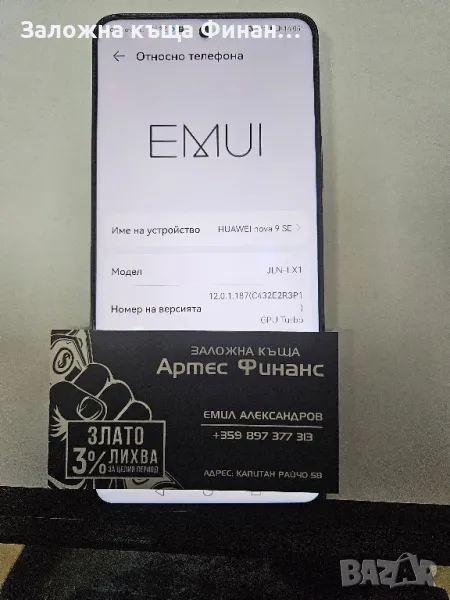 Заложна къща Финан...
Относно телефона
EMUI
Име на устройство HUAWEI nova 9 SE
Модел JLN-LX1
12.0.1.187(C432E2R3P1
)
Номер на версията
GPU Turbo
ЗАЛОЖНА КЪЩА
Артес Финанс
ЕМИЛ АЛЕКСАНДРОВ
+359 897 377 313
ЗЛАТО
3% ЛИХВА
ЗА ЦЕЛИЯ ПЕРИОД
АДРЕС: КАПИТАН РАЙЧО 58
BAZAR